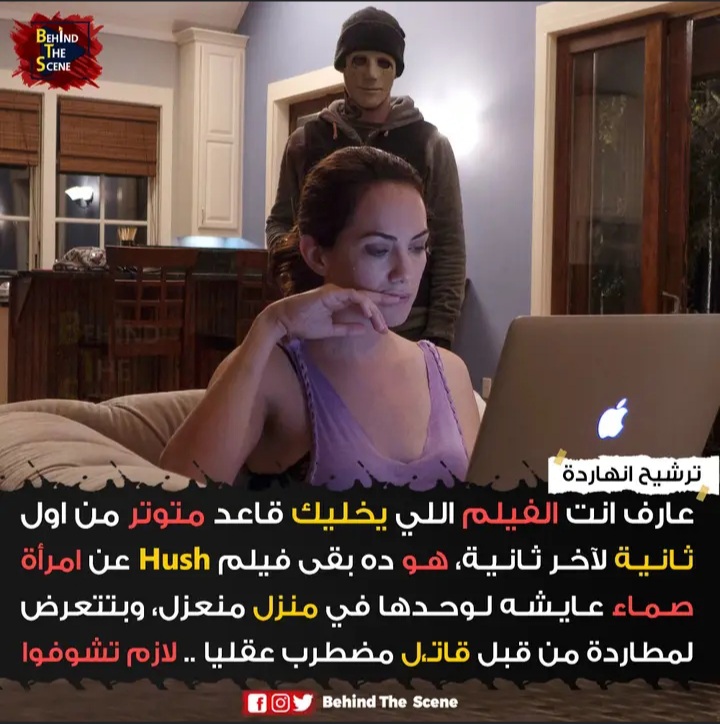 BEHIND
THE
SCENE
ترشيح انهاردة
عارف انت الفيلم اللي يخليك قاعد متوتر من اول
ثانية لآخر ثانية، هو ده بقى فيلم Hush عن امرأة
صماء عايشه لوحدها في منزل منعزل، وبتتعرض
لمطاردة من قبل قات،ل مضطرب عقليا .. لازم تشوفوا
Behind The Scene